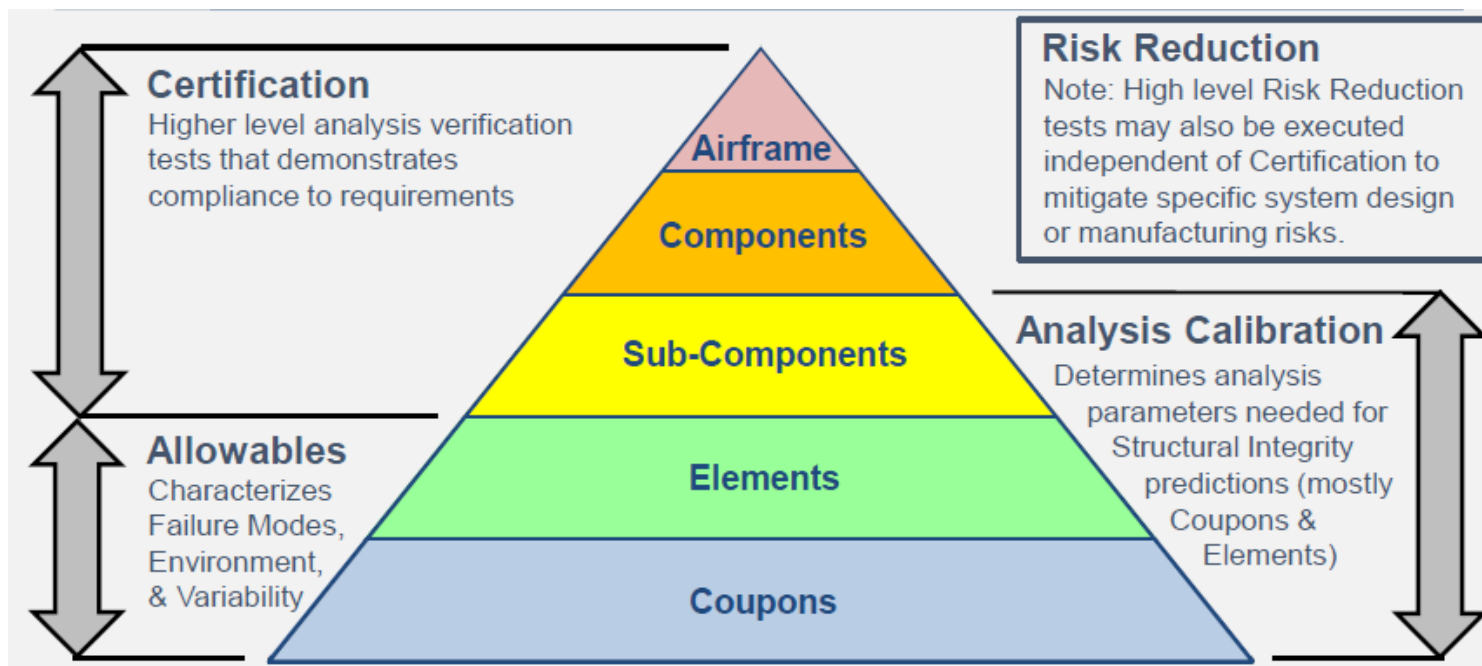 Certification
Higher level analysis verification
tests that demonstrates
compliance to requirements
Allowables
Characterizes
Failure Modes,
Environment,
& Variability
Airframe
Components
Sub-Components
Elements
Coupons
Risk Reduction
Note: High level Risk Reduction
tests may also be executed
independent of Certification to
mitigate specific system design
or manufacturing risks.
Analysis Calibration
Determines analysis
parameters needed for
Structural Integrity
predictions (mostly
Coupons &
Elements)